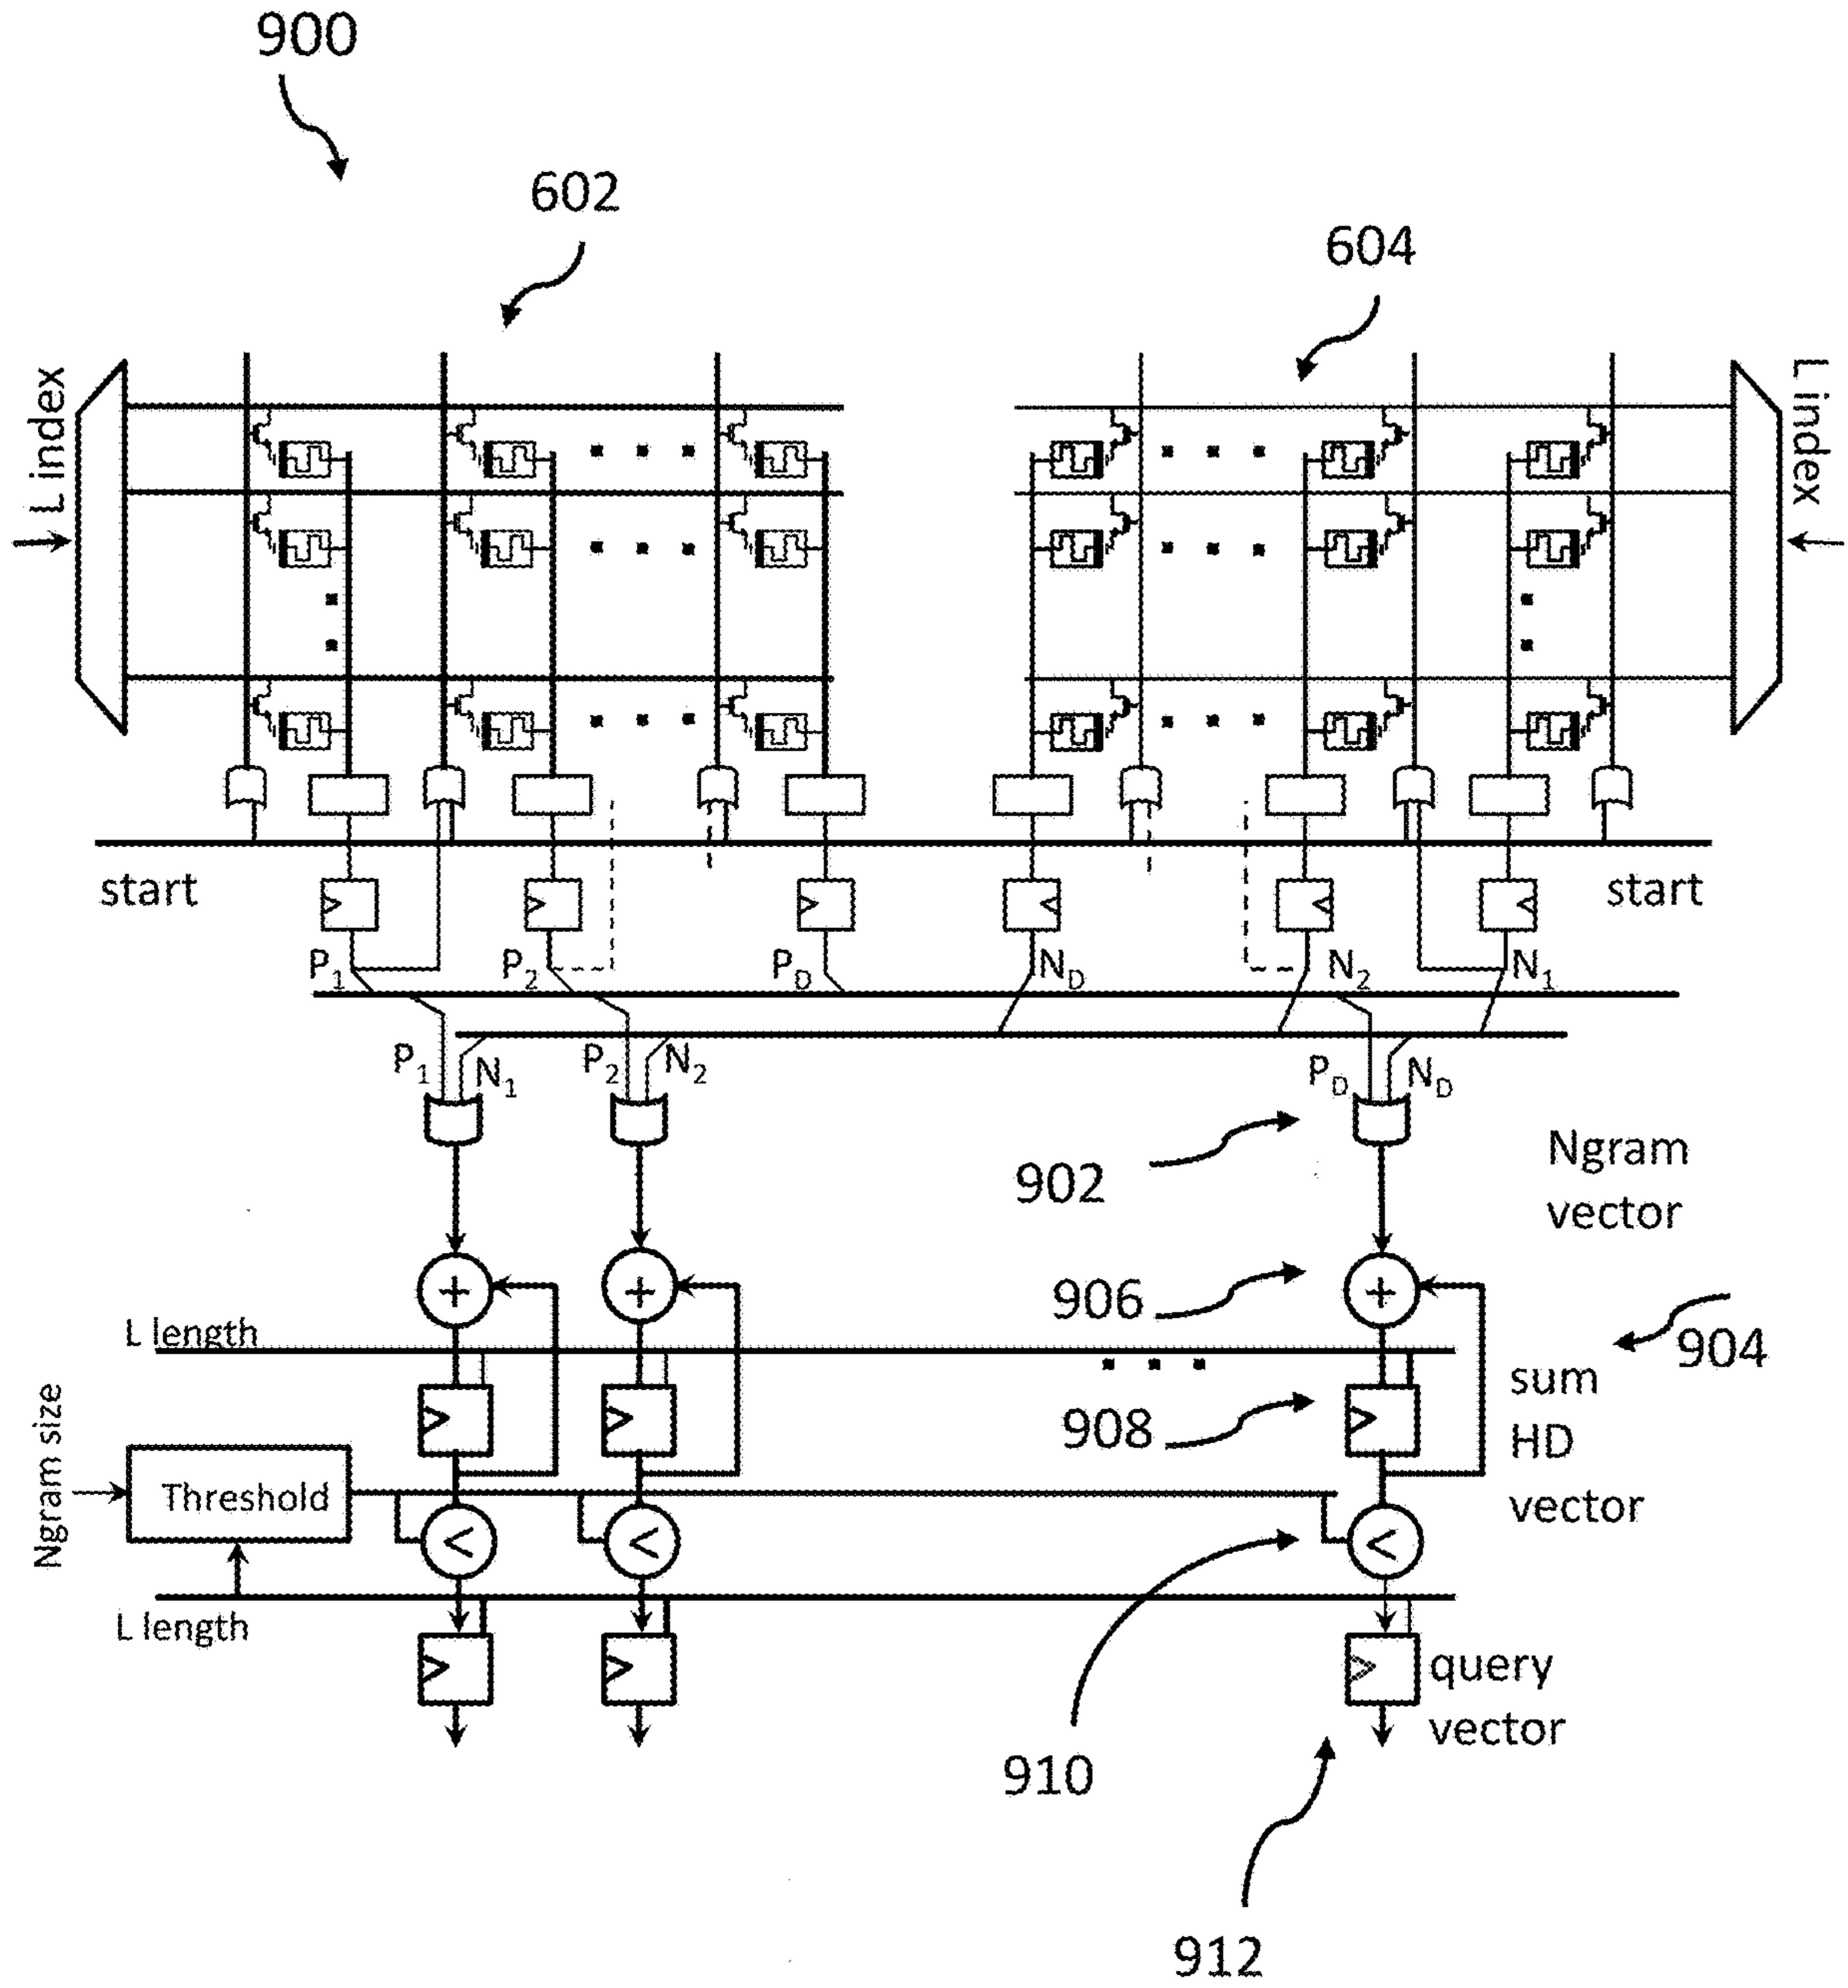 900
602
604
L index
L index
start
start
P1
P2
PD
ND
N2
N1
P1
N1
P2
N2
PD
ND
902
Ngram
vector
906
904
L length
sum
HD
vector
908
Ngram size
Threshold
+
+
+
<
<
<
910
L length
query
vector
912